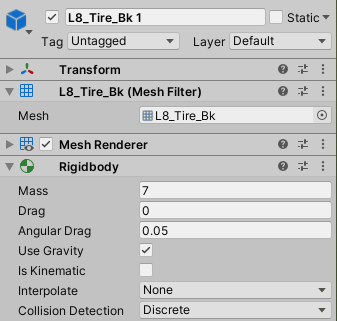 L8_Tire_Bk 1 Static
Tag Untagged Layer Default
Transform
L8_Tire_Bk (Mesh Filter)
Mesh L8_Tire_Bk
Mesh Renderer
Rigidbody
Mass 7
Drag 0
Angular Drag 0.05
Use Gravity
Is Kinematic
Interpolate None
Collision Detection Discrete